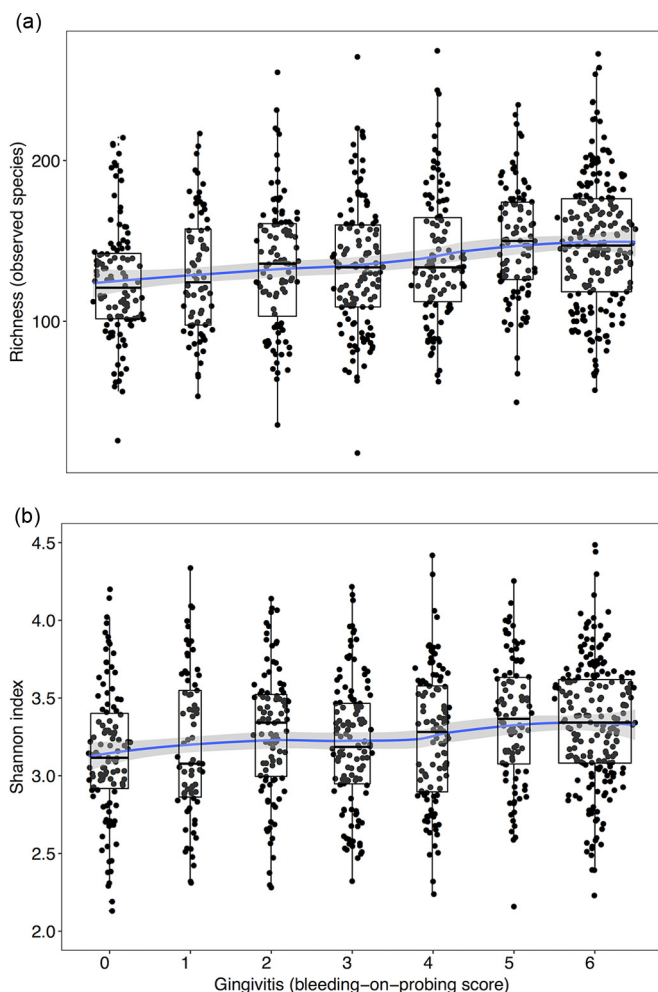 (a)
Richness (observed species)
200
100
(b)
Shannon index
4.5
4.0
3.5
3.0
2.5
2.0
0 1 2 3 4 5 6
Gingivitis (bleeding-on-probing score)